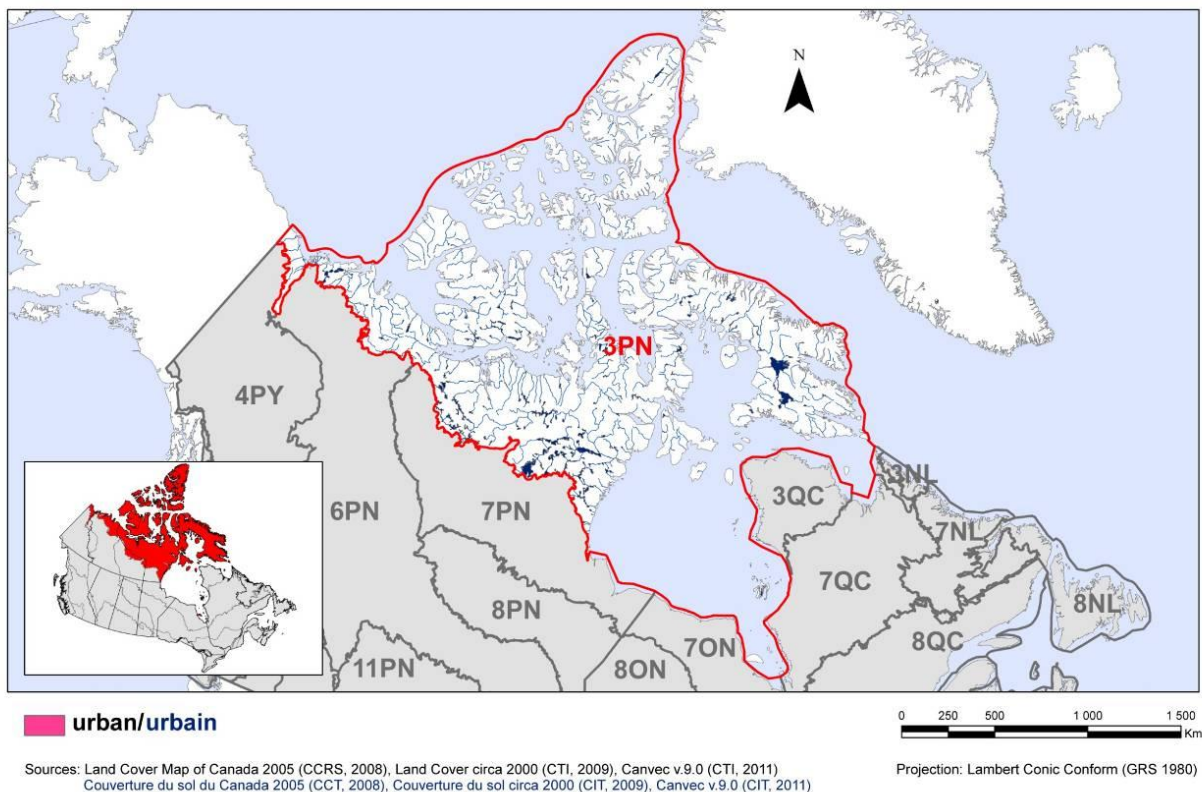 N
3PN
4PY
3QC
3NL
6PN
7PN
7NL
7QC
8NL
8PN
8QC
7ON
11PN
8ON
urban/urbain
0 250 500 1 000 1 500
Km
Sources: Land Cover Map of Canada 2005 (CCRS, 2008), Land Cover circa 2000 (CTI, 2009), Canvec v.9.0 (CTI, 2011)
Couverture du sol du Canada 2005 (CCT, 2008), Couverture du sol circa 2000 (CIT, 2009), Canvec v.9.0 (CIT, 2011)
Projection: Lambert Conic Conform (GRS 1980)